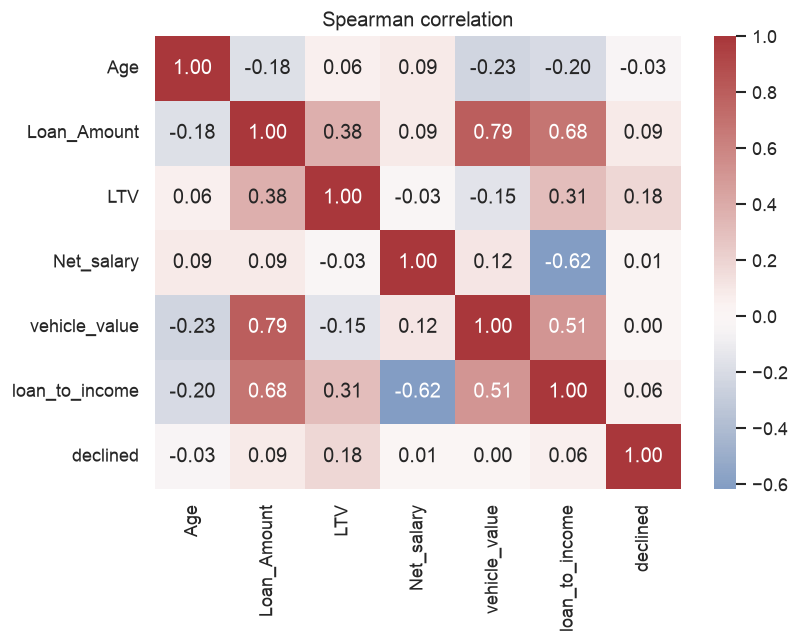 Spearman correlation
Age 1.00 -0.18 0.06 0.09 -0.23 -0.20 -0.03
Loan_Amount -0.18 1.00 0.38 0.09 0.79 0.68 0.09
LTV 0.06 0.38 1.00 -0.03 -0.15 0.31 0.18
Net_salary 0.09 0.09 -0.03 1.00 0.12 -0.62 0.01
vehicle_value -0.23 0.79 -0.15 0.12 1.00 0.51 0.00
loan_to_income -0.20 0.68 0.31 -0.62 0.51 1.00 0.06
declined -0.03 0.09 0.18 0.01 0.00 0.06 1.00
Age
Loan_Amount
LTV
Net_salary
vehicle_value
loan_to_income
declined
1.0
0.8
0.6
0.4
0.2
0.0
−0.2
−0.4
−0.6